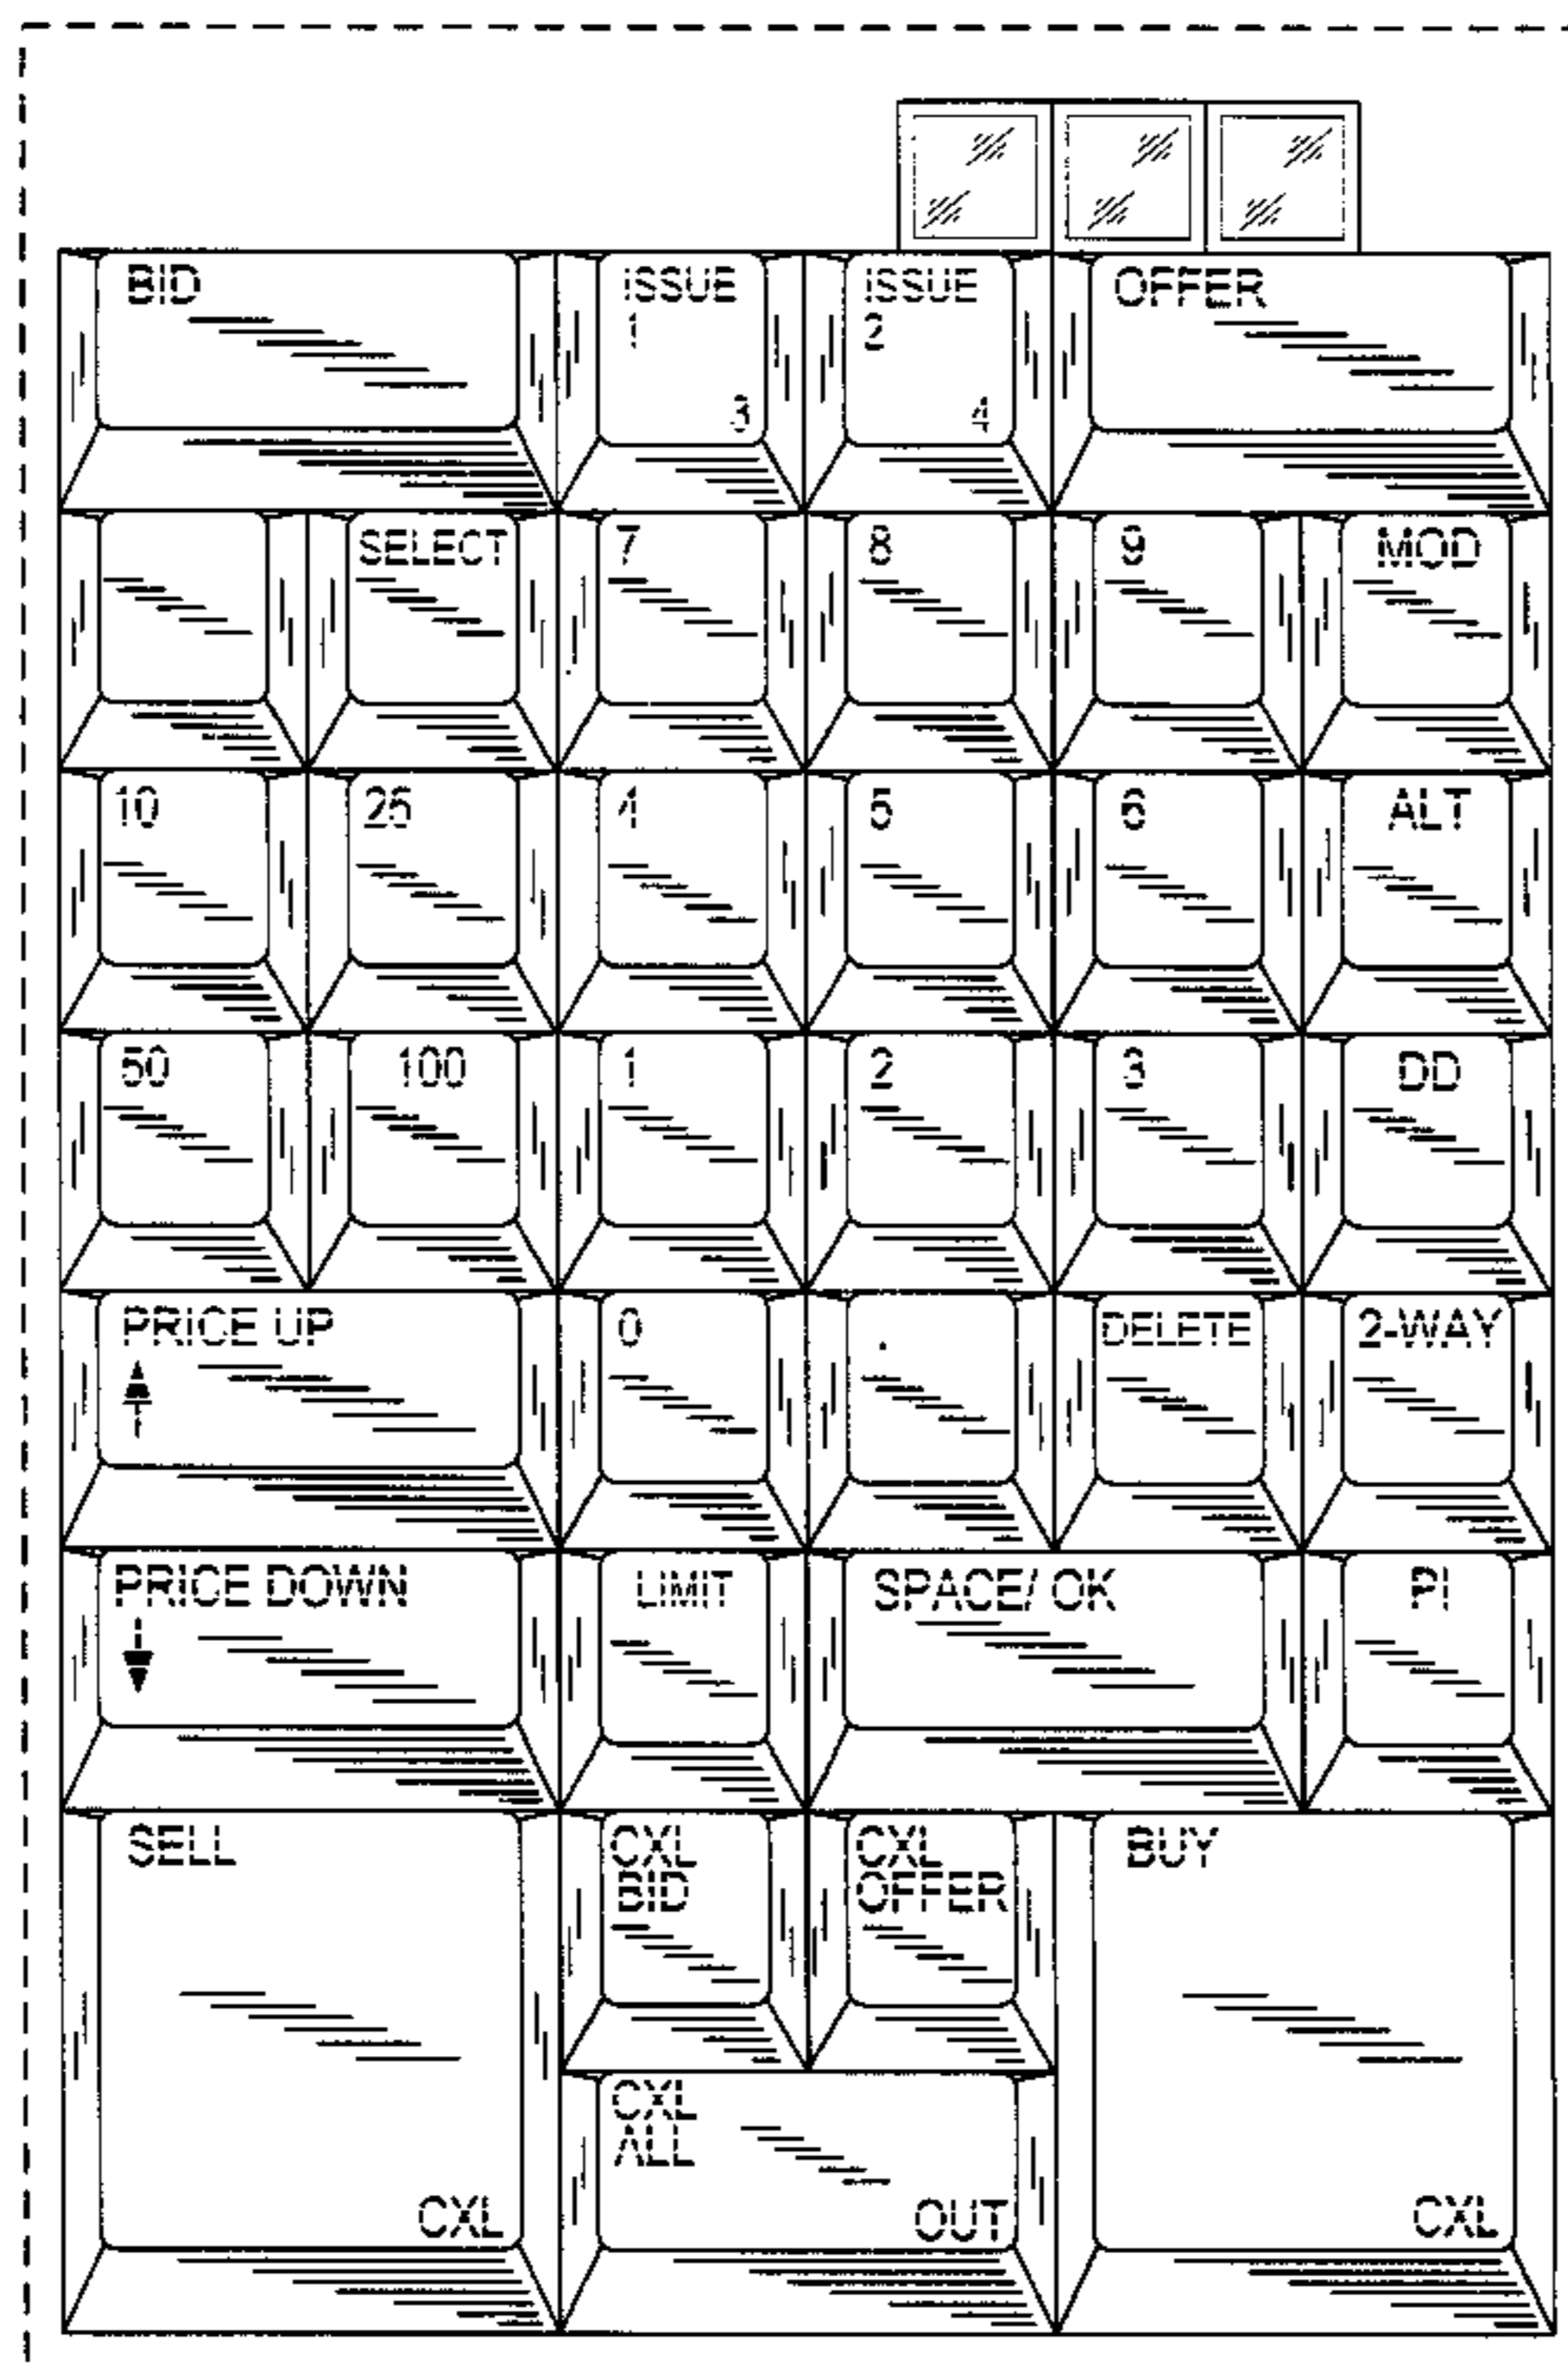 BID
ISSUE
1
3
ISSUE
2
4
OFFER
SELECT
7
8
9
MOD
10
25
4
5
6
ALT
50
100
1
2
3
DD
PRICE UP
0
.
DELETE
2-WAY
PRICE DOWN
LIMIT
SPACE/ OK
PI
SELL
CXL
CXL
BID
CXL
OFFER
BUY
CXL
CXL
ALL
OUT